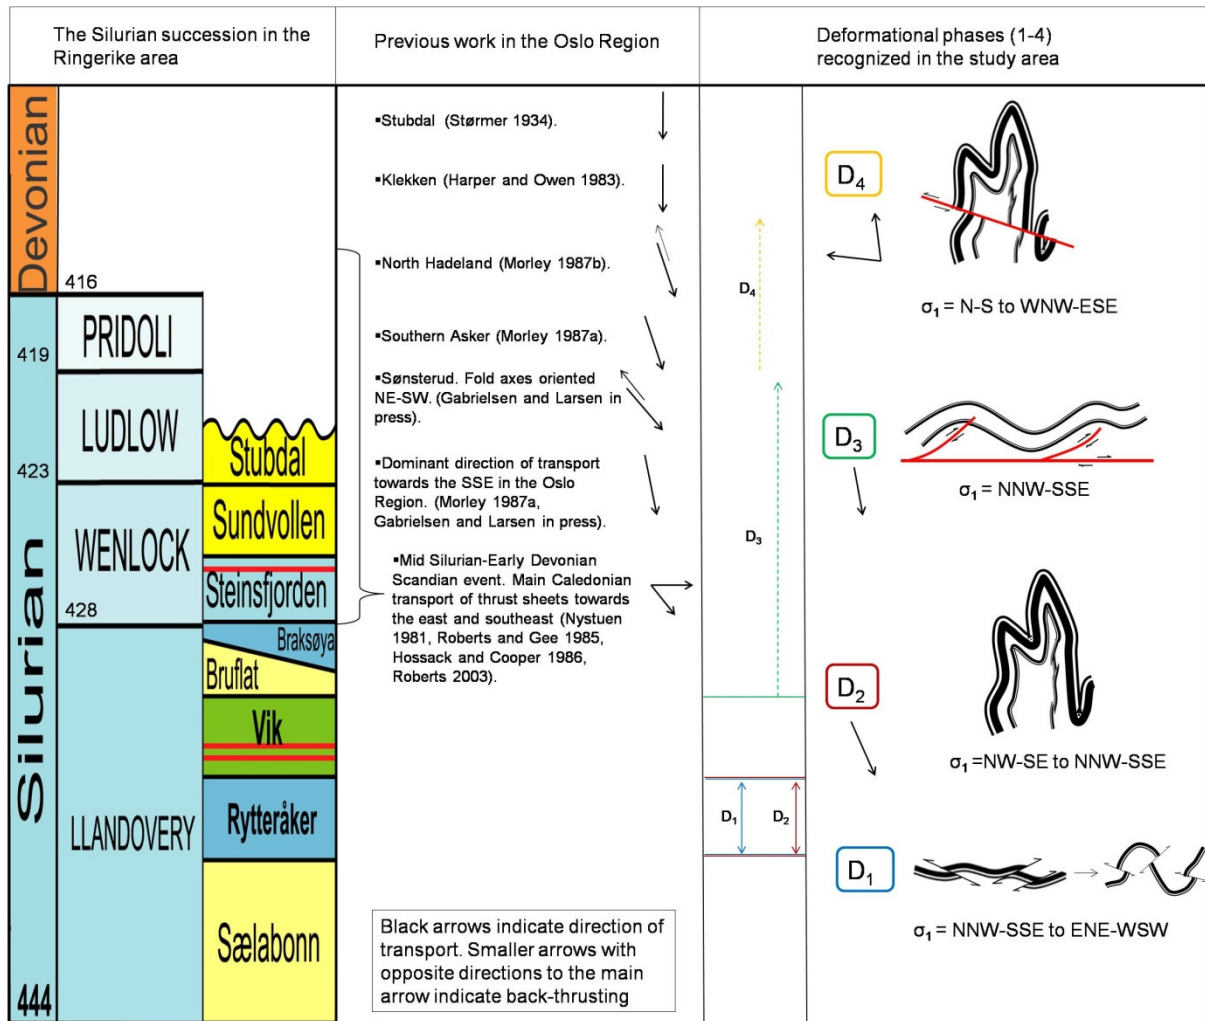 The Silurian succession in the
Ringerike area
Previous work in the Oslo Region
Deformational phases (1-4)
recognized in the study area
Devonian
Silurian
416
419
423
428
444
PRIDOLI
LUDLOW
WENLOCK
LLANDOVERY
Stubdal
Sundvollen
Steinsfjorden
Braksøya
Bruflat
Vik
Rytteråker
Sælabonn
▪Stubdal (Størmer 1934).
▪Klekken (Harper and Owen 1983).
▪North Hadeland (Morley 1987b).
▪Southern Asker (Morley 1987a).
▪Sønsterud. Fold axes oriented
NE-SW. (Gabrielsen and Larsen in
press).
▪Dominant direction of transport
towards the SSE in the Oslo
Region. (Morley 1987a,
Gabrielsen and Larsen in press).
▪Mid Silurian-Early Devonian
Scandian event. Main Caledonian
transport of thrust sheets towards
the east and southeast (Nystuen
1981, Roberts and Gee 1985,
Hossack and Cooper 1986,
Roberts 2003).
Black arrows indicate direction of
transport. Smaller arrows with
opposite directions to the main
arrow indicate back-thrusting
D₄
D₃
D₁
D₂
D₄
σ₁ = N-S to WNW-ESE
D₃
σ₁ = NNW-SSE
D₂
σ₁ =NW-SE to NNW-SSE
D₁
σ₁ = NNW-SSE to ENE-WSW